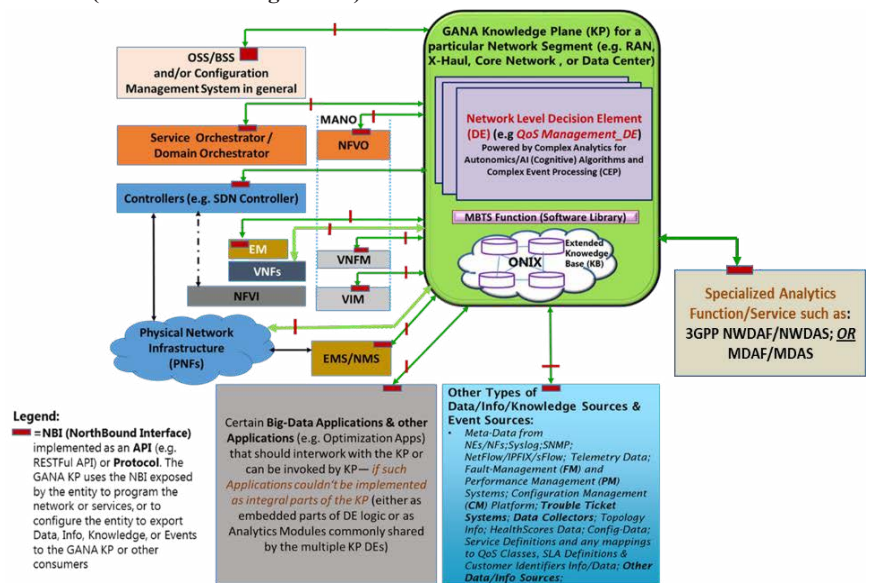 GANA Knowledge Plane (KP) for a
particular Network Segment (e.g. RAN,
X-Haul, Core Network , or Data Center)
Network Level Decision Element
(DE) (e.g QoS Management_DE)
Powered by Complex Analytics for
Autonomics/AI (Cognitive) Algorithms and
Complex Event Processing (CEP)
MBTS Function (Software Library)
ONIX
Extended
Knowledge
Base (KB)
OSS/BSS
and/or Configuration
Management System in general
Service Orchestrator /
Domain Orchestrator
MANO
NFVO
Controllers (e.g. SDN Controller)
EM
VNFs
NFVI
VNFM
VIM
Physical Network
Infrastructure
(PNFs)
EMS/NMS
Specialized Analytics
Function/Service such as:
3GPP NWDAF/NWDAS; OR
MDAF/MDAS
Legend:
=NBI (NorthBound Interface)
implemented as an API (e.g.
RESTFul API) or Protocol. The
GANA KP uses the NBI exposed
by the entity to program the
network or services, or to
configure the entity to export
Data, Info, Knowledge, or Events
to the GANA KP or other
consumers
Certain Big-Data Applications & other
Applications (e.g. Optimization Apps)
that should interwork with the KP or
can be invoked by KP— if such
Applications couldn't be implemented
as integral parts of the KP (either as
embedded parts of DE logic or as
Analytics Modules commonly shared
by the multiple KP DEs)
Other Types of
Data/Info/Knowledge Sources &
Event Sources:
• Meta-Data from
NEs/NFs;Syslog;SNMP;
NetFlow/IPFIX/sFlow; Telemetry Data;
Fault-Management (FM) and
Performance Management (PM)
Systems; Configuration Management
(CM) Platform; Trouble Ticket
Systems; Data Collectors; Topology
Info; HealthScores Data; Config-Data;
Service Definitions and any mappings
to QoS Classes, SLA Definitions &
Customer Identifiers Info/Data; Other
Data/Info Sources;